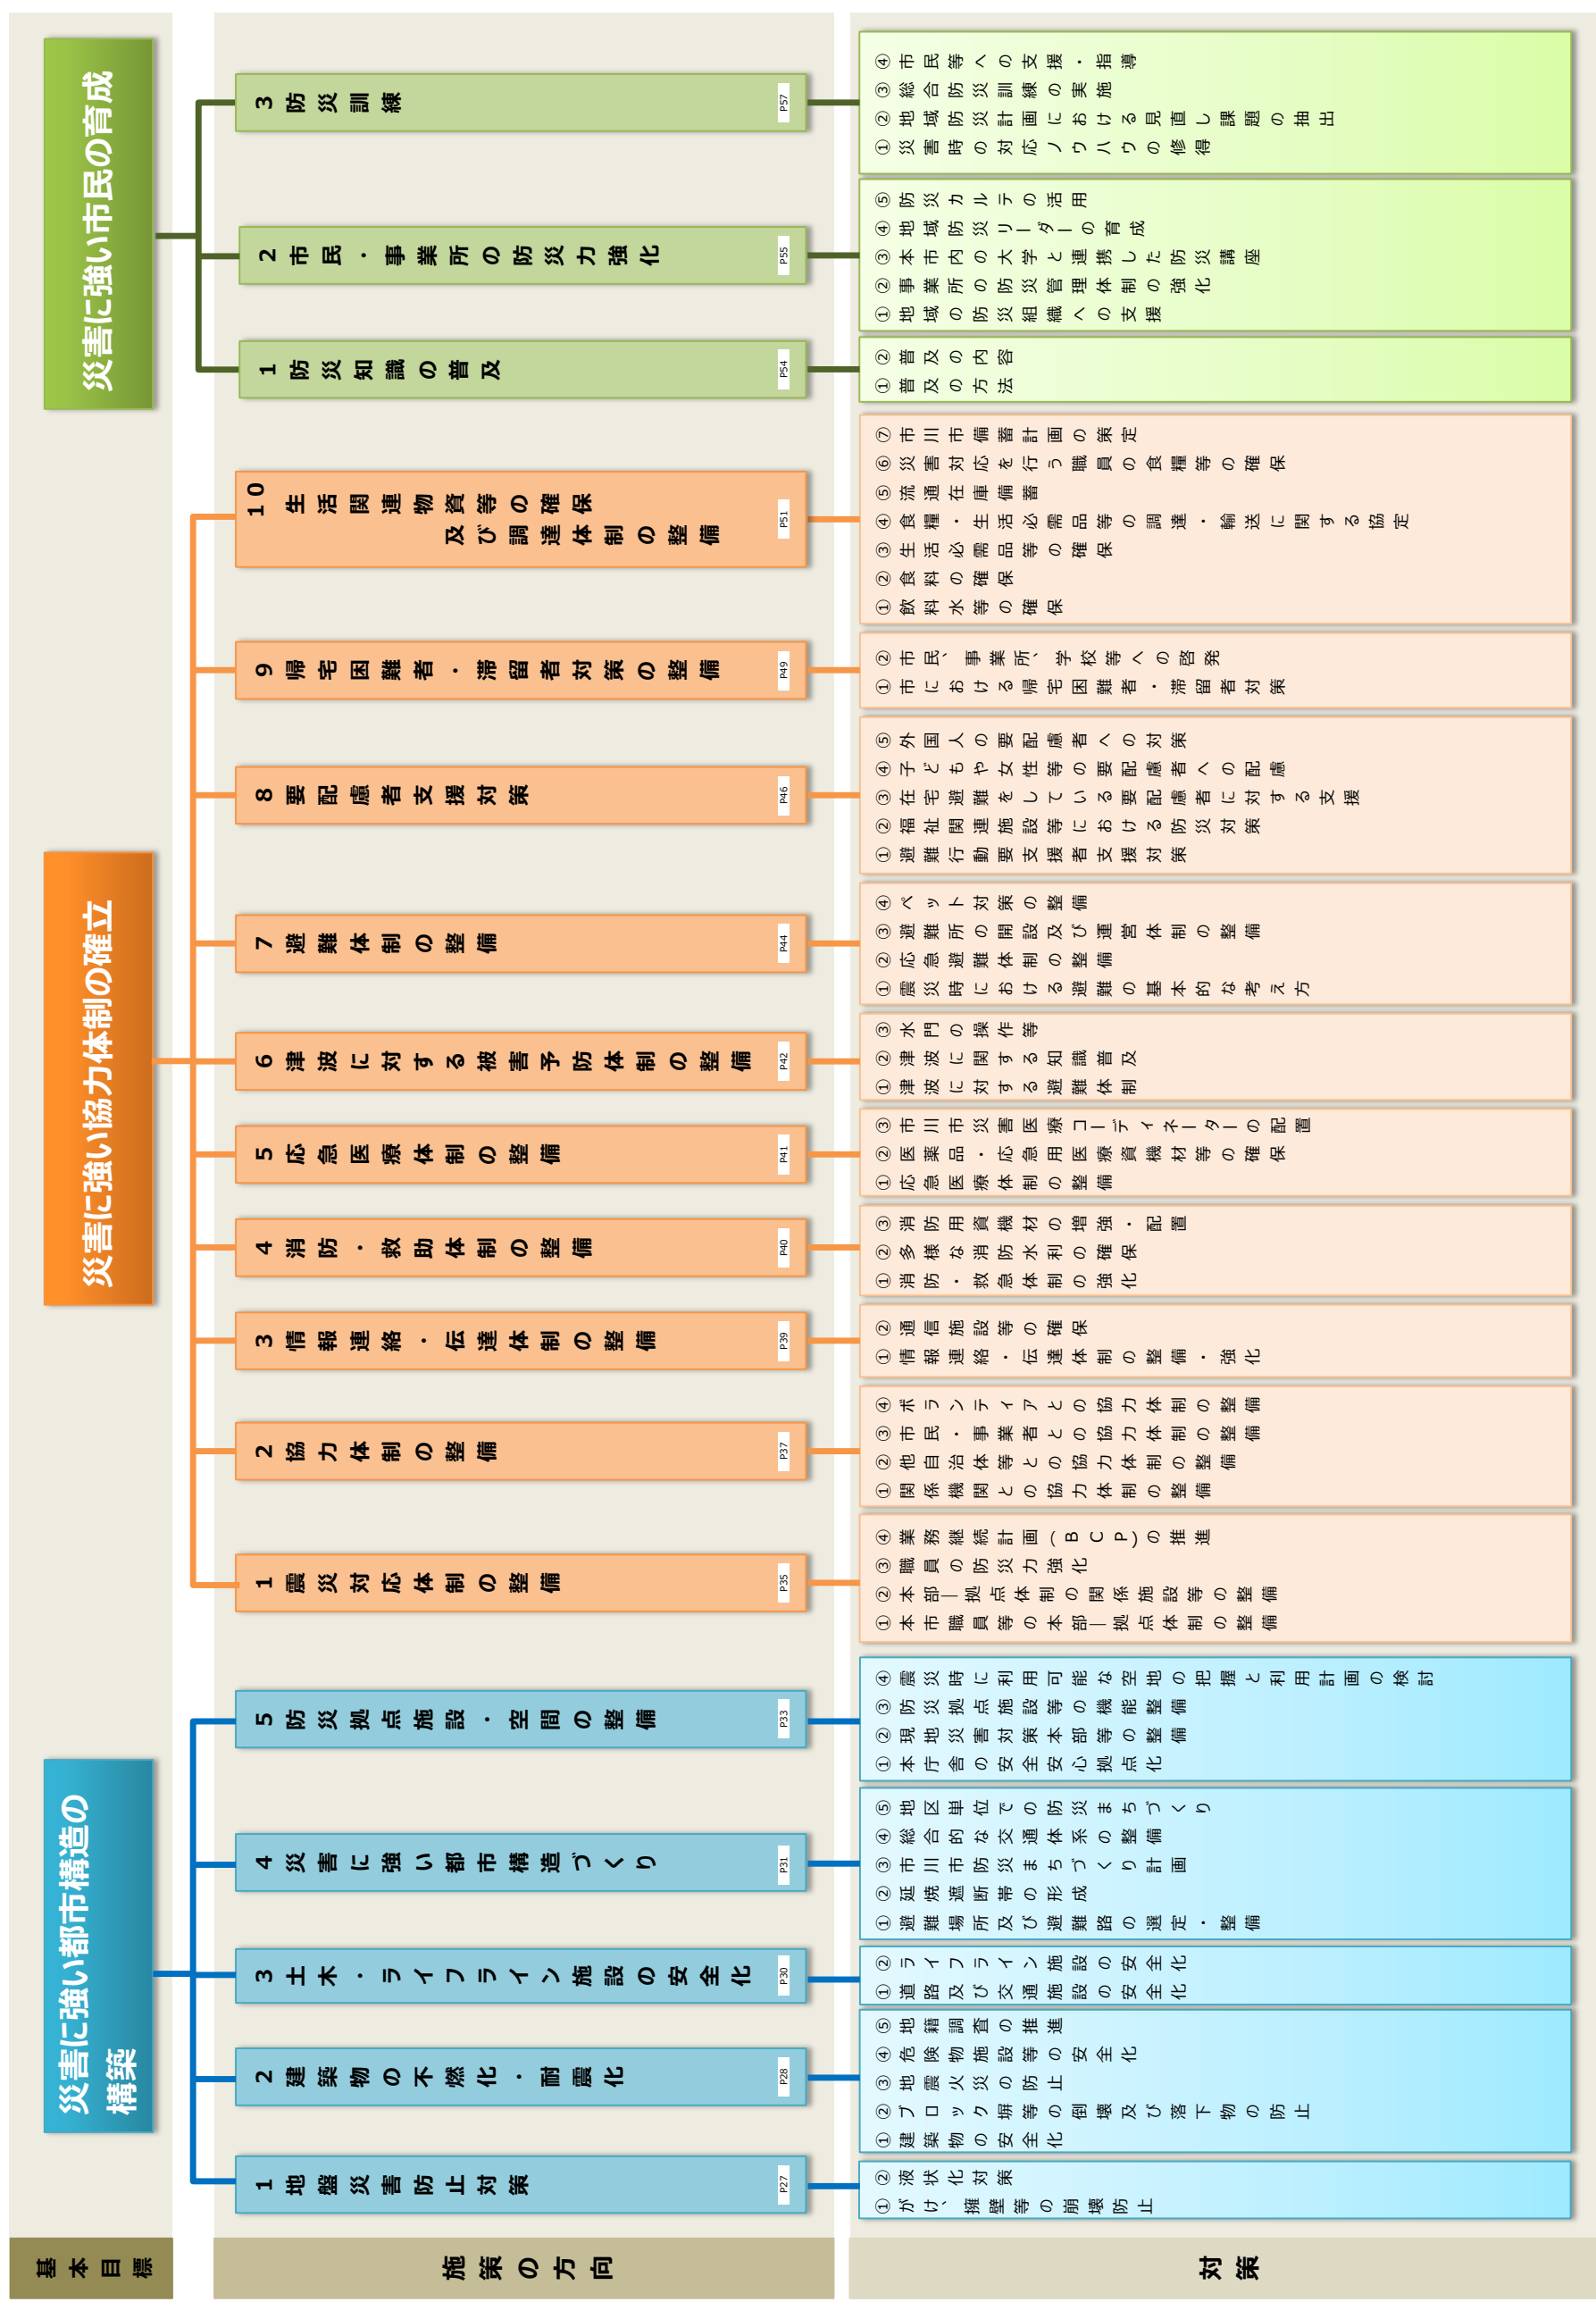 基本目標
施策の方向
対策
災害に強い都市構造の
構築
1 地盤災害防止対策
P27
①がけ、擁壁等の崩壊防止
②液状化対策
2 建築物の不燃化・耐震化
P28
①建築物の安全化
②ブロック塀等の倒壊及び落下物の防止
③地震火災の防止
④危険物施設等の安全化
⑤地籍調査の推進
3 土木・ライフライン施設の安全化
P30
①道路及び交通施設の安全化
②ライフライン施設の安全化
4 災害に強い都市構造づくり
P31
①避難場所及び避難路の選定・整備
②延焼遮断帯の形成
③市川市防災まちづくり計画
④総合的な交通体系の整備
⑤地区単位での防災まちづくり
5 防災拠点施設・空間の整備
P33
①本庁舎の安全安心拠点化
②現地災害対策本部等の整備
③防災拠点施設等の機能整備
④震災時に利用可能な空地の把握と利用計画の検討
災害に強い協力体制の確立
1 震災対応体制の整備
P35
①本市職員等の本部―拠点体制の整備
②本部―拠点体制の関係施設等の整備
③職員の防災力強化
④業務継続計画(BCP)の推進
2 協力体制の整備
P37
①関係機関との協力体制の整備
②他自治体等との協力体制の整備
③市民・事業者との協力体制の整備
④ボランティアとの協力体制の整備
3 情報連絡・伝達体制の整備
P39
①情報連絡・伝達体制の整備・強化
②通信施設等の確保
4 消防・救助体制の整備
P40
①消防・救急体制の強化
②多様な消防水利の確保
③消防用資機材の増強・配置
5 応急医療体制の整備
P41
①応急医療体制の整備
②医薬品・応急用医療資機材等の確保
③市川市災害医療コーディネーターの配置
6 津波に対する被害予防体制の整備
P42
①津波に対する避難体制
②津波に関する知識普及
③水門の操作等
7 避難体制の整備
P44
①震災時における避難の基本的な考え方
②応急避難体制の整備
③避難所の開設及び運営体制の整備
④ペット対策の整備
8 要配慮者支援対策
P46
①避難行動要支援者支援対策
②福祉関連施設等における防災対策
③在宅避難をしている要配慮者に対する支援
④子どもや女性等の要配慮者への配慮
⑤外国人の要配慮者への対策
9 帰宅困難者・滞留者対策の整備
P49
①市における帰宅困難者・滞留者対策
②市民、事業所、学校等への啓発
10 生活関連物資等の確保
及び調達体制の整備
P51
①飲料水等の確保
②食料の確保
③生活必需品等の確保
④食糧・生活必需品等の調達・輸送に関する協定
⑤流通在庫備蓄
⑥災害対応を行う職員の食糧等の確保
⑦市川市備蓄計画の策定
災害に強い市民の育成
1 防災知識の普及
P54
①普及の方法
②普及の内容
2 市民・事業所の防災力強化
P55
①地域の防災組織への支援
②事業所の防災管理体制の強化
③本市内の大学と連携した防災講座
④地域防災リーダーの育成
⑤防災カルテの活用
3 防災訓練
P57
①災害時の対応ノウハウの修得
②地域防災計画における見直し課題の抽出
③総合防災訓練の実施
④市民等への支援・指導